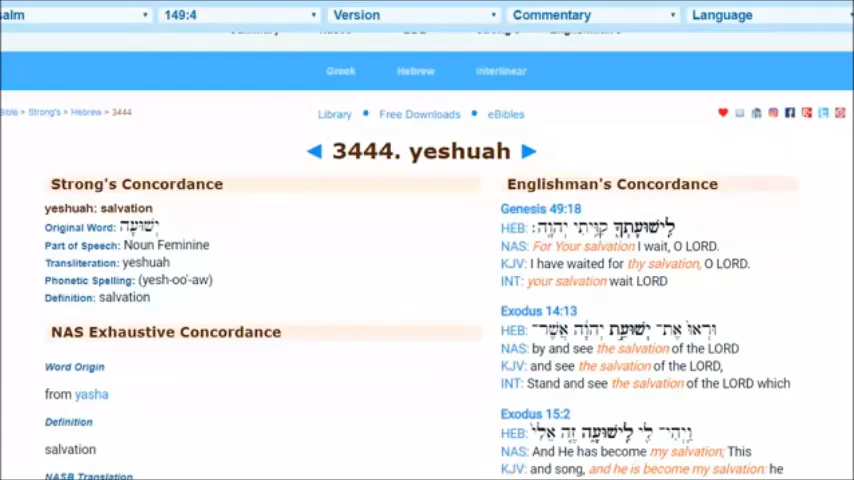 salm 149:4 Version Commentary Language
Greek Hebrew Interlinear
Bible > Strong's > Hebrew > 3444
Library • Free Downloads • eBibles
◄ 3444. yeshuah ►
Strong's Concordance
yeshuah: salvation
Original Word: יְשׁוּעָה
Part of Speech: Noun Feminine
Transliteration: yeshuah
Phonetic Spelling: (yesh-oo'-aw)
Definition: salvation
NAS Exhaustive Concordance
Word Origin
from yasha
Definition
salvation
NASB Translation
Englishman's Concordance
Genesis 49:18
HEB: לִֽישׁוּעָתְךָ֖ קִוִּ֥יתִי יְהוָֽה׃
NAS: For Your salvation I wait, O LORD.
KJV: I have waited for thy salvation, O LORD.
INT: your salvation wait LORD
Exodus 14:13
HEB: וּרְאוּ֙ אֶת־ יְשׁוּעַ֣ת יְהוָ֔ה אֲשֶׁר־
NAS: by and see the salvation of the LORD
KJV: and see the salvation of the LORD,
INT: Stand and see the salvation of the LORD which
Exodus 15:2
HEB: וַֽיְהִי־ לִ֖י לִֽישׁוּעָ֑ה זֶ֤ה אֵלִי֙
NAS: And He has become my salvation; This
KJV: and song, and he is become my salvation: he